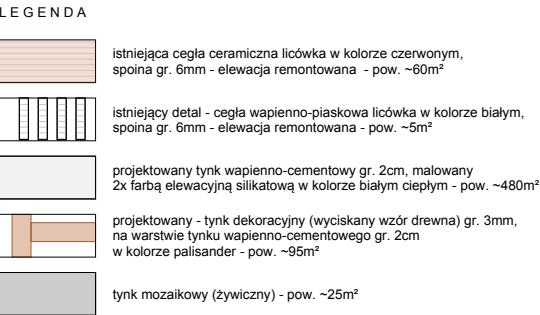 LEGENDA
istniejąca cegła ceramiczna licówka w kolorze czerwonym,
spoina gr. 6mm - elewacja remontowana - pow. ~60m²
istniejący detal - cegła wapienno-piaskowa licówka w kolorze białym,
spoina gr. 6mm - elewacja remontowana - pow. ~5m²
projektowany tynk wapienno-cementowy gr. 2cm, malowany
2x farbą elewacyjną silikatową w kolorze białym ciepłym - pow. ~480m²
projektowany - tynk dekoracyjny (wyciskany wzór drewna) gr. 3mm,
na warstwie tynku wapienno-cementowego gr. 2cm
w kolorze palisander - pow. ~95m²
tynk mozaikowy (żywiczny) - pow. ~25m²